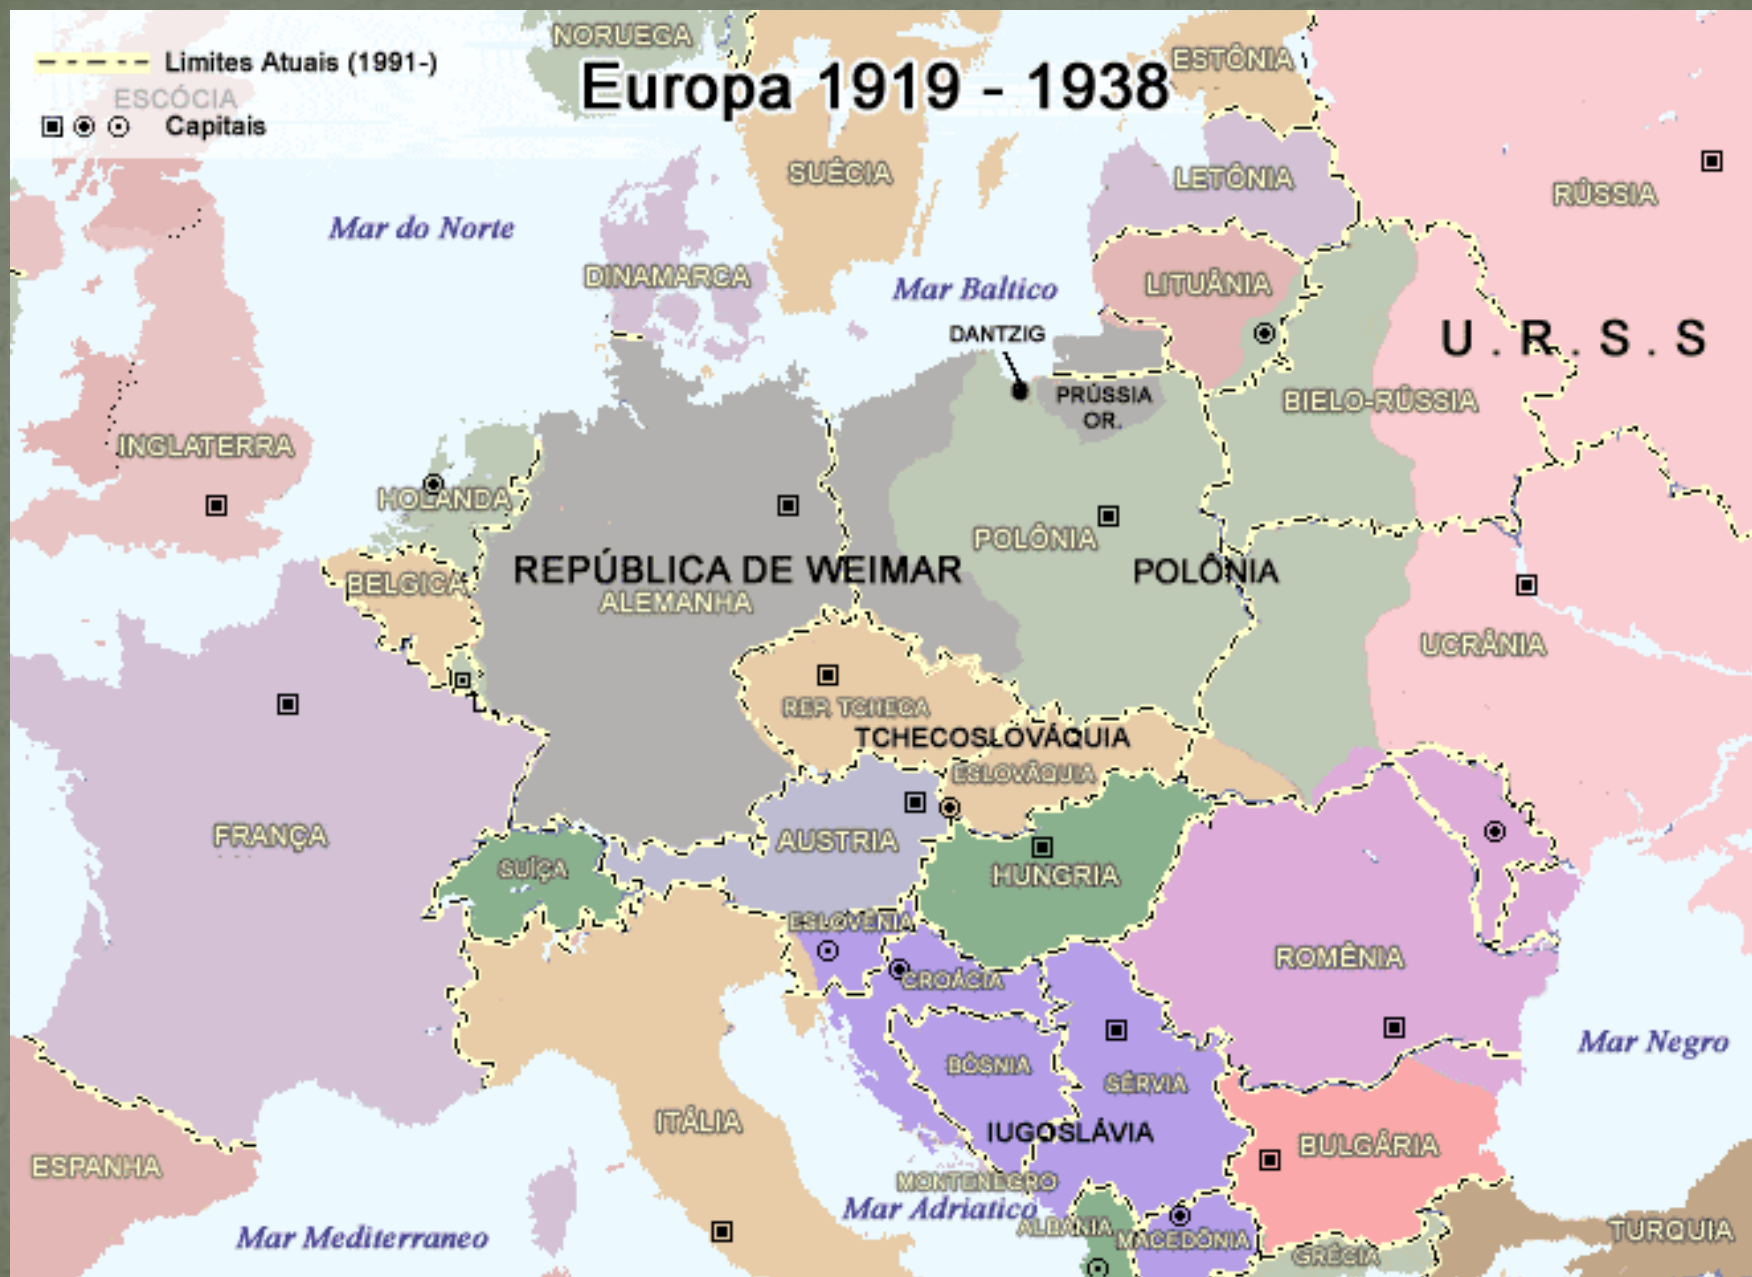 NORUEGA
Limites Atuais (1991-)
ESTÔNIA
Europa 1919 - 1938
ESCÓCIA
Capitais
SUÉCIA
LETÔNIA
RÚSSIA
Mar do Norte
DINAMARCA
Mar Baltico
LITUÂNIA
DANTZIG
U . R . S . S
PRÚSSIA
OR.
BIELO-RÚSSIA
INGLATERRA
HOLANDA
POLÔNIA
REPÚBLICA DE WEIMAR
POLÔNIA
BELGICA
ALEMANHA
UCRÂNIA
REP. TCHECA
TCHECOSLOVÁQUIA
ESLOVÁQUIA
FRANÇA
AUSTRIA
SUÍÇA
HUNGRIA
ESLOVÊNIA
ROMÊNIA
CROÁCIA
Mar Negro
BÓSNIA
SÉRVIA
ITÁLIA
IUGOSLÁVIA
BULGÁRIA
ESPANHA
MONTENEGRO
Mar Adriatico
ALBÂNIA
TURQUIA
Mar Mediterraneo
MACEDÔNIA
GRÉCIA